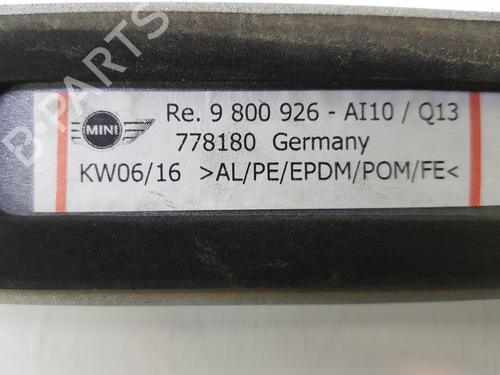 B-PARTS
MINI
Re. 9 800 926 - AI10 / Q13
778180 Germany
KW06/16 >AL/PE/EPDM/POM/FE<